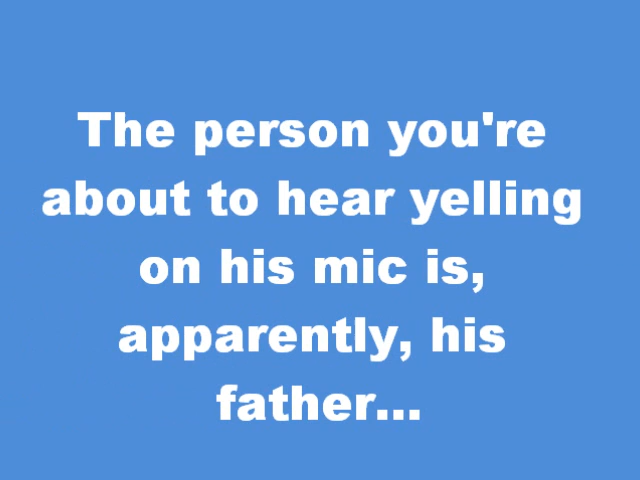 The person you're
about to hear yelling
on his mic is,
apparently, his
father...